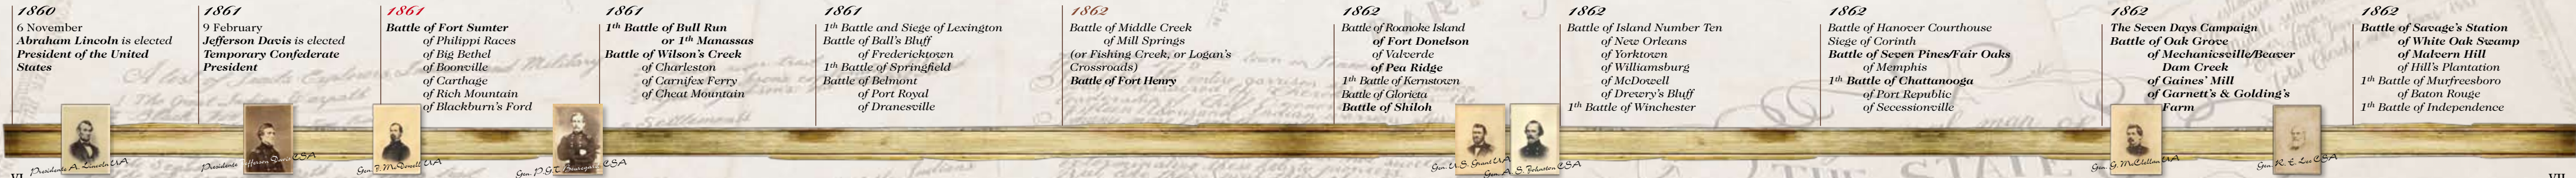 1860
6 November
Abraham Lincoln is elected
President of the United
States
1861
9 February
Jefferson Davis is elected
Temporary Confederate
President
1861
Battle of Fort Sumter
of Philippi Races
of Big Bethel
of Boonville
of Carthage
of Rich Mountain
of Blackburn's Ford
1861
1th Battle of Bull Run
or 1th Manassas
Battle of Wilson's Creek
of Charleston
of Carnifex Ferry
of Cheat Mountain
1861
1th Battle and Siege of Lexington
Battle of Ball's Bluff
of Fredericktown
1th Battle of Springfield
Battle of Belmont
of Port Royal
of Dranesville
1862
Battle of Middle Creek
of Mill Springs
(or Fishing Creek, or Logan's
Crossroads)
Battle of Fort Henry
1862
Battle of Roanoke Island
of Fort Donelson
of Valverde
of Pea Ridge
1th Battle of Kernstown
Battle of Glorieta
Battle of Shiloh
1862
Battle of Island Number Ten
of New Orleans
of Yorktown
of Williamsburg
of McDowell
of Drewry's Bluff
1th Battle of Winchester
1862
Battle of Hanover Courthouse
Siege of Corinth
Battle of Seven Pines/Fair Oaks
of Memphis
1th Battle of Chattanooga
of Port Republic
of Secessionville
1862
The Seven Days Campaign
Battle of Oak Grove
of Mechanicsville/Beaver
Dam Creek
of Gaines' Mill
of Garnett's & Golding's
Farm
1862
Battle of Savage's Station
of White Oak Swamp
of Malvern Hill
of Hill's Plantation
1th Battle of Murfreesboro
of Baton Rouge
1th Battle of Independence
Presidente A. Lincoln UA
Presidente Jefferson Davis CSA
Gen. I. McDowell UA
Gen. P.G.T. Beauregard CSA
Gen. U.S. Grant UA
Gen. A. S. Johnston CSA
Gen. G. McClellan UA
Gen. R. E. Lee CSA
VI
VII